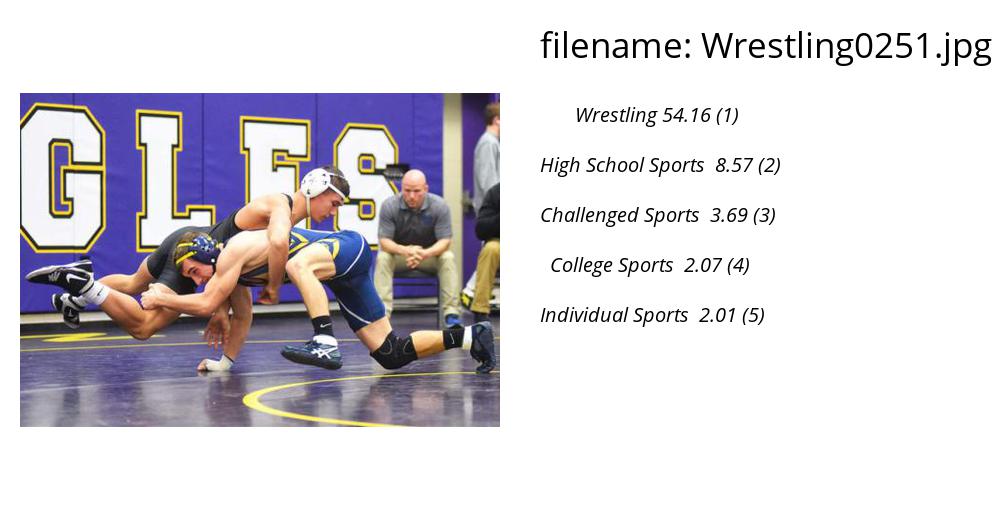 filename: Wrestling0251.jpg
Wrestling 54.16 (1)
High School Sports 8.57 (2)
Challenged Sports 3.69 (3)
College Sports 2.07 (4)
Individual Sports 2.01 (5)
GLES